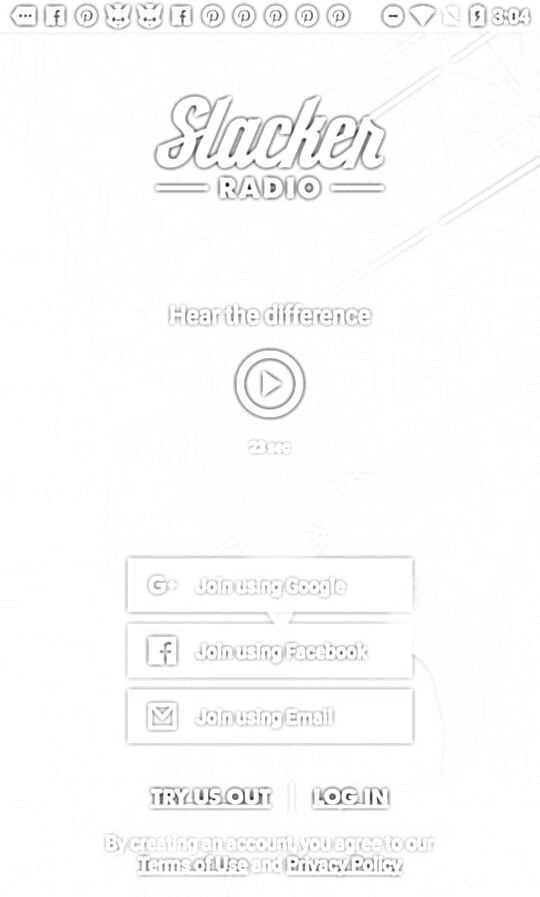 3:04
Slacker
RADIO
Hear the difference
23 sec
G+ Join using Google
f Join using Facebook
Join using Email
TRY US OUT | LOG IN
By creating an account, you agree to our
Terms of Use and Privacy Policy